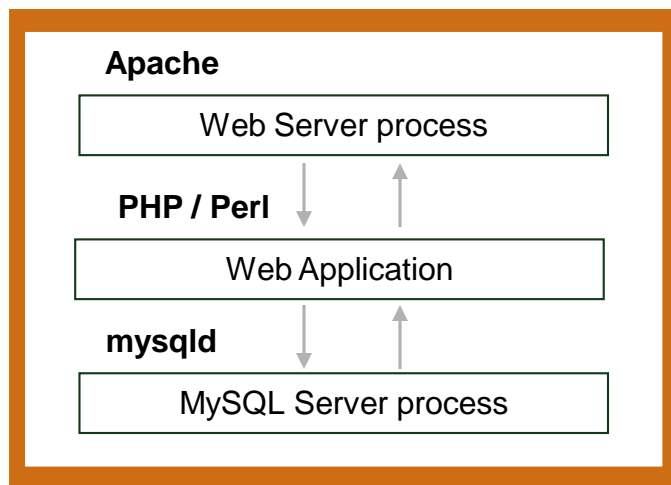 Apache
Web Server process
PHP / Perl
Web Application
mysqld
MySQL Server process